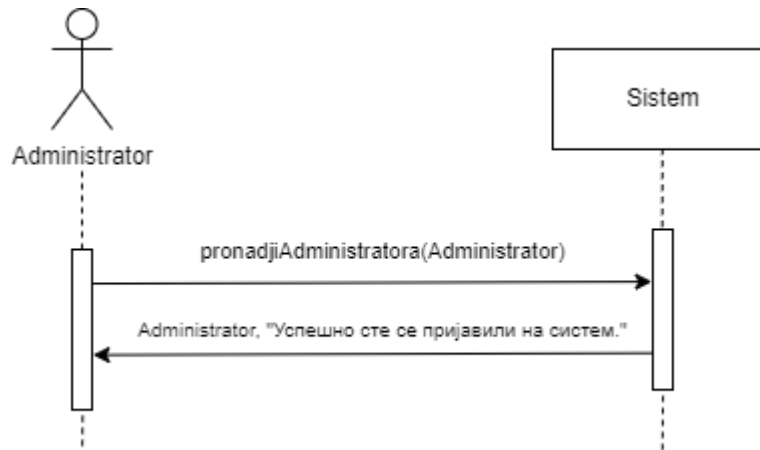 Sistem
Administrator
pronadjiAdministratora(Administrator)
Administrator, "Успешно сте се пријавили на систем."